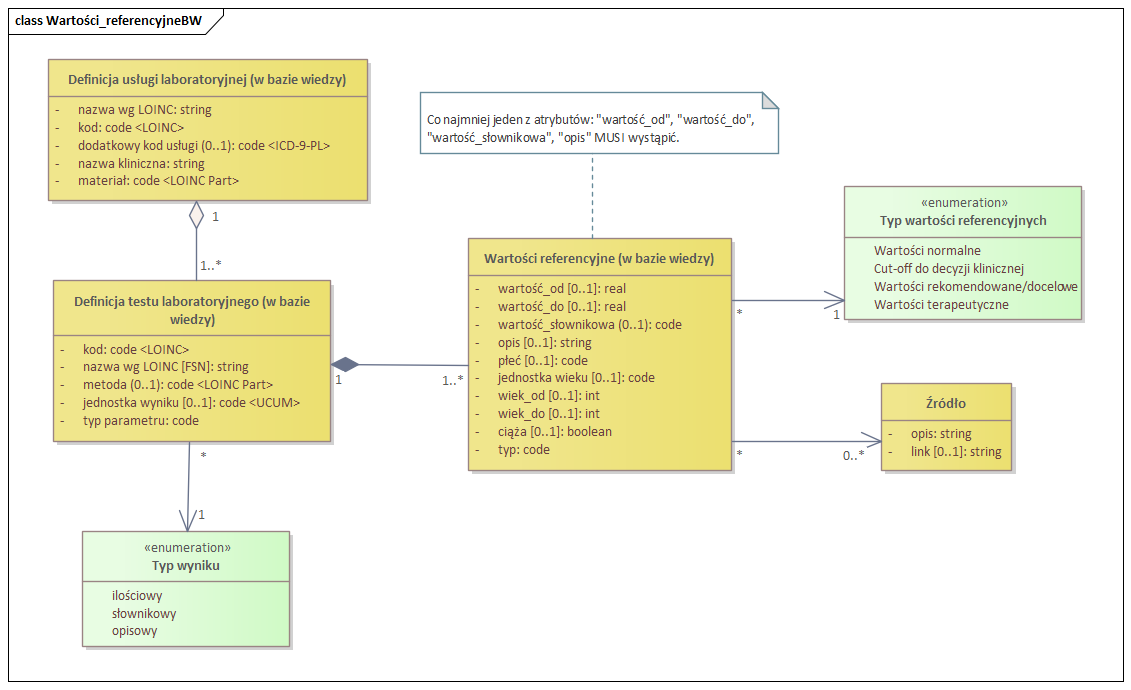 class Wartości_referencyjneBW
Definicja usługi laboratoryjnej (w bazie wiedzy)
- nazwa wg LOINC: string
- kod: code <LOINC>
- dodatkowy kod usługi (0..1): code <ICD-9-PL>
- nazwa kliniczna: string
- materiał: code <LOINC Part>
1
1..*
Definicja testu laboratoryjnego (w bazie
wiedzy)
- kod: code <LOINC>
- nazwa wg LOINC [FSN]: string
- metoda (0..1): code <LOINC Part>
- jednostka wyniku [0..1]: code <UCUM>
- typ parametru: code
1
1..*
*
1
«enumeration»
Typ wyniku
ilościowy
słownikowy
opisowy
Co najmniej jeden z atrybutów: "wartość_od", "wartość_do",
"wartość_słownikowa", "opis" MUSI wystąpić.
Wartości referencyjne (w bazie wiedzy)
- wartość_od [0..1]: real
- wartość_do [0..1]: real
- wartość_słownikowa (0..1): code
- opis [0..1]: string
- płeć [0..1]: code
- jednostka wieku [0..1]: code
- wiek_od [0..1]: int
- wiek_do [0..1]: int
- ciąża [0..1]: boolean
- typ: code
*
1
«enumeration»
Typ wartości referencyjnych
Wartości normalne
Cut-off do decyzji klinicznej
Wartości rekomendowane/docelowe
Wartości terapeutyczne
*
0..*
Źródło
- opis: string
- link [0..1]: string